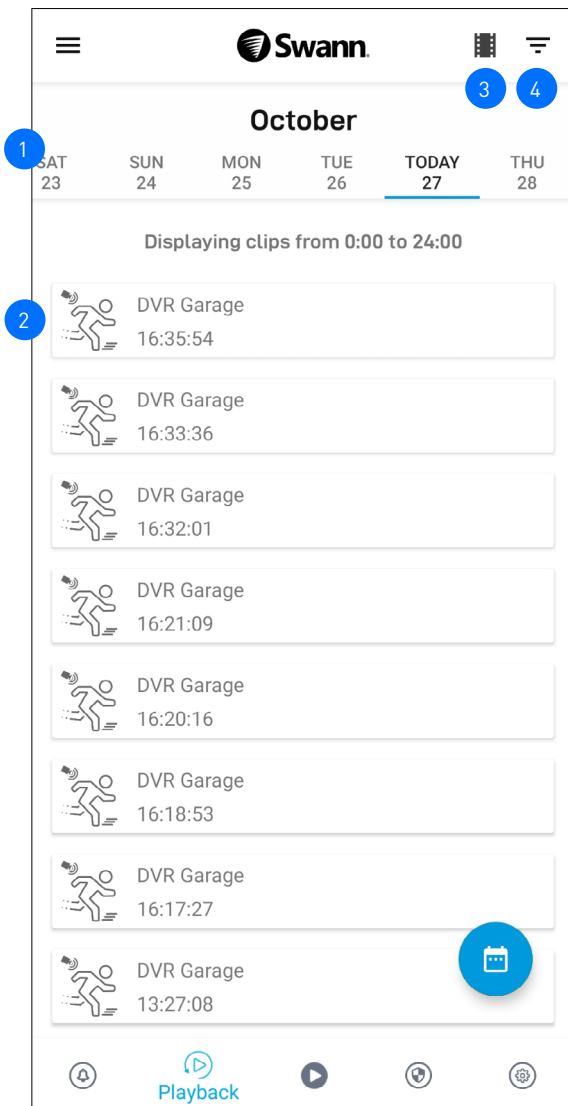 Swann
3
4
October
1
SAT SUN MON TUE TODAY THU
23 24 25 26 27 28
Displaying clips from 0:00 to 24:00
2
DVR Garage
16:35:54
DVR Garage
16:33:36
DVR Garage
16:32:01
DVR Garage
16:21:09
DVR Garage
16:20:16
DVR Garage
16:18:53
DVR Garage
16:17:27
DVR Garage
13:27:08
Playback